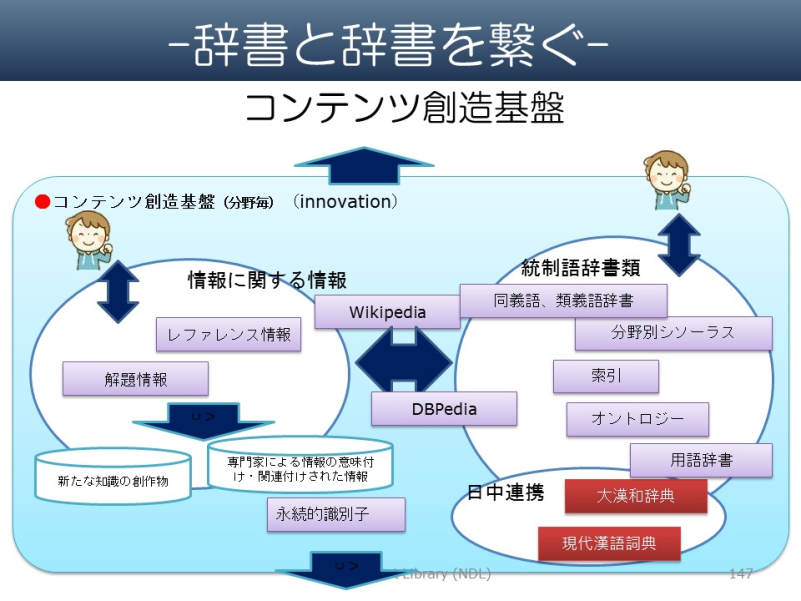 -辞書と辞書を繋ぐ-
コンテンツ創造基盤
●コンテンツ創造基盤(分野毎)(innovation)
情報に関する情報
統制語辞書類
Wikipedia
同義語、類義語辞書
レファレンス情報
分野別シソーラス
解題情報
索引
DBPedia
オントロジー
新たな知識の創作物
専門家による情報の意味付
け・関連付けされた情報
用語辞書
日中連携
大漢和辞典
永続的識別子
現代漢語詞典
Library (NDL)
147